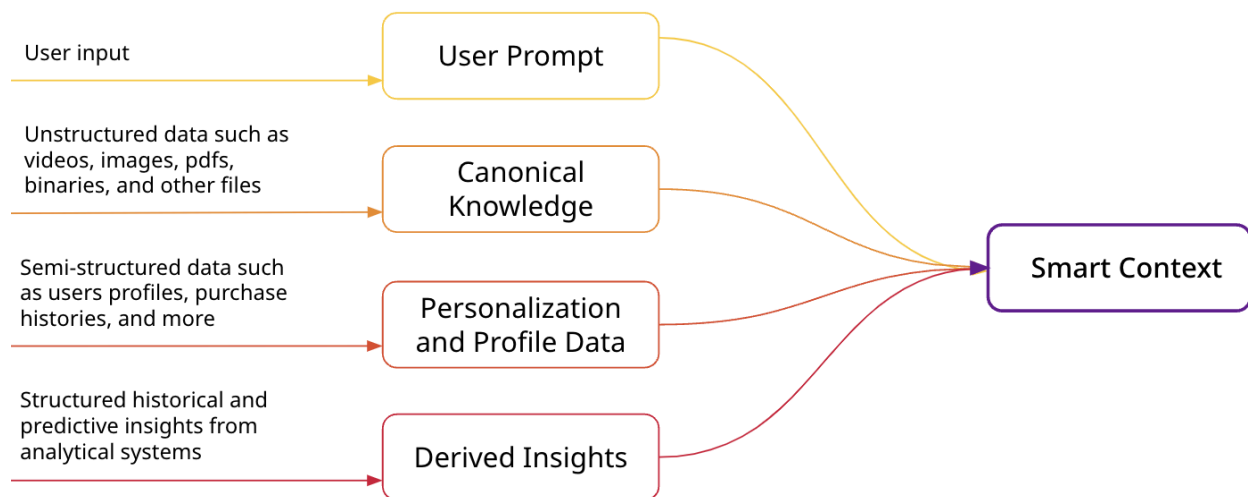 User input
User Prompt
Unstructured data such as
videos, images, pdfs,
binaries, and other files
Canonical
Knowledge
Semi-structured data such
as users profiles, purchase
histories, and more
Personalization
and Profile Data
Structured historical and
predictive insights from
analytical systems
Derived Insights
Smart Context